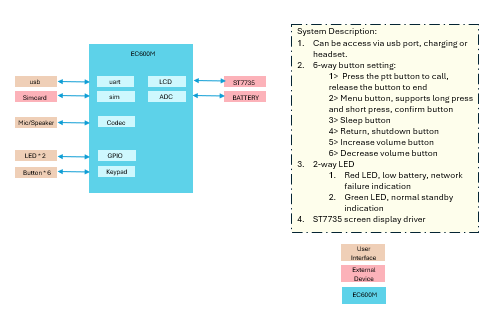 EC600M
usb
uart
LCD
ST7735
Simcard
sim
ADC
BATTERY
Mic/Speaker
Codec
LED * 2
GPIO
Button * 6
Keypad
System Description:
1. Can be access via usb port, charging or
headset.
2. 6-way button setting:
1> Press the ptt button to call,
release the button to end
2> Menu button, supports long press
and short press, confirm button
3> Sleep button
4> Return, shutdown button
5> Increase volume button
6> Decrease volume button
3. 2-way LED
1. Red LED, low battery, network
failure indication
2. Green LED, normal standby
indication
4. ST7735 screen display driver
User
Interface
External
Device
EC600M